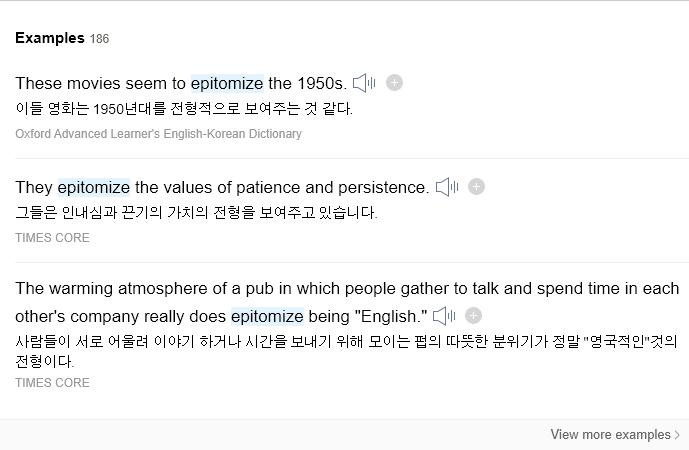 Examples 186
These movies seem to epitomize the 1950s.
이들 영화는 1950년대를 전형적으로 보여주는 것 같다.
Oxford Advanced Learner's English-Korean Dictionary
They epitomize the values of patience and persistence.
그들은 인내심과 끈기의 가치의 전형을 보여주고 있습니다.
TIMES CORE
The warming atmosphere of a pub in which people gather to talk and spend time in each
other's company really does epitomize being "English."
사람들이 서로 어울려 이야기 하거나 시간을 보내기 위해 모이는 펍의 따뜻한 분위기가 정말 "영국적인"것의
전형이다.
TIMES CORE
View more examples